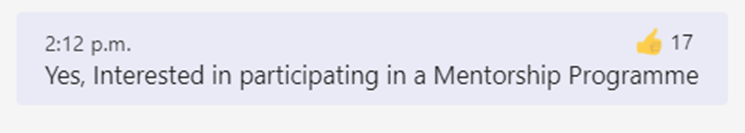 2:12 p.m. 👍 17
Yes, Interested in participating in a Mentorship Programme